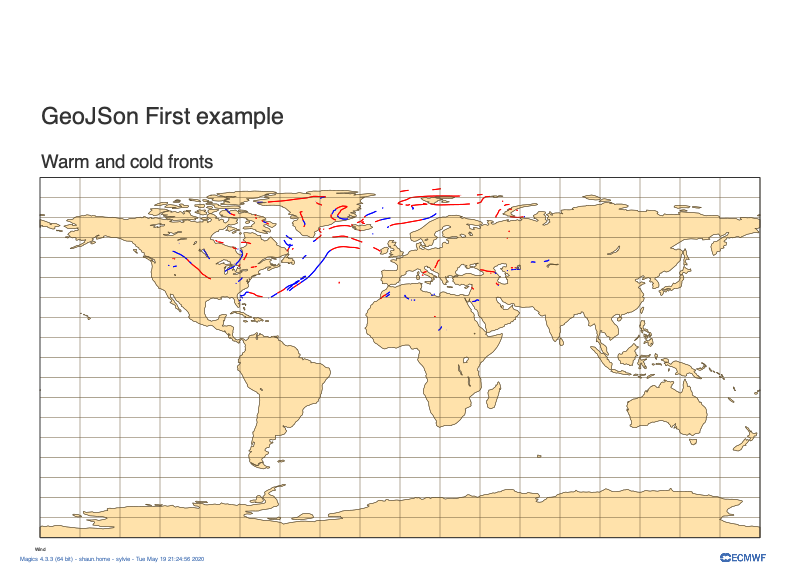 GeoJSon First example
Warm and cold fronts
Wind
Magics 4.3.3 (64 bit) - shaun.home - sylvie - Tue May 19 21:24:56 2020
ECMWF